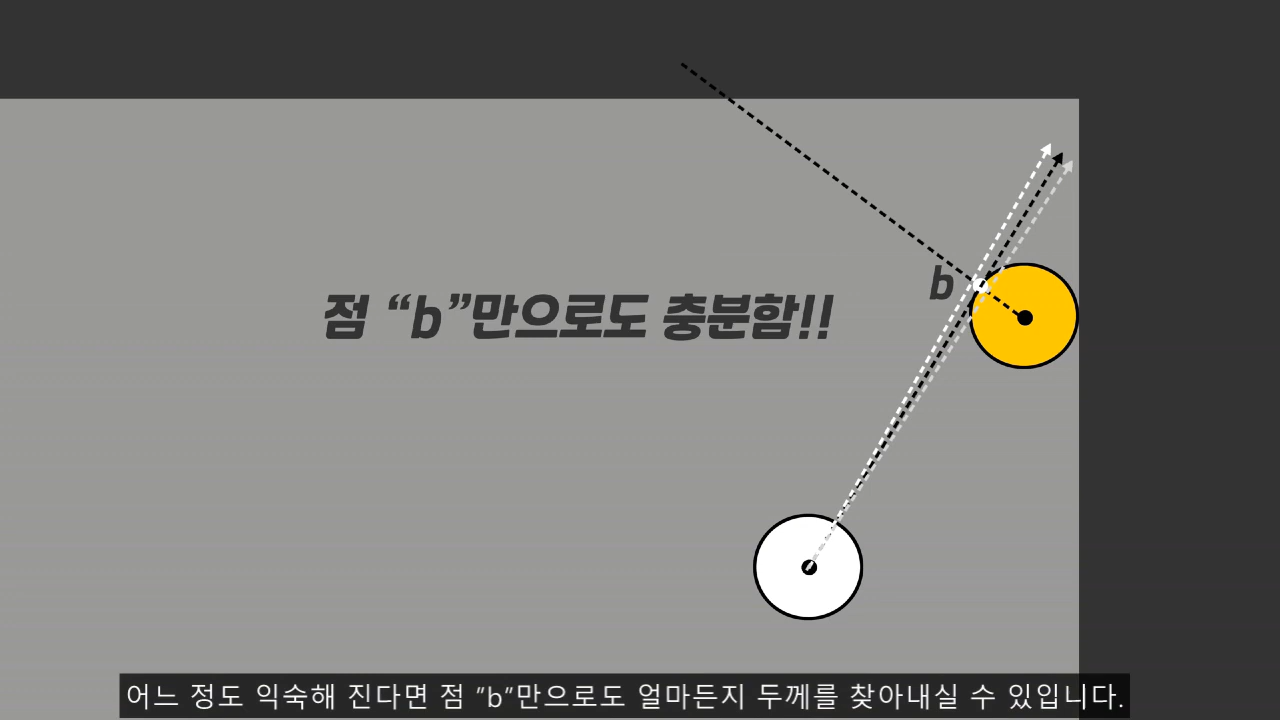 b
점 “b”만으로도 충분함!!
어느 정도 익숙해 진다면 점 "b"만으로도 얼마든지 두께를 찾아내실 수 있입니다.